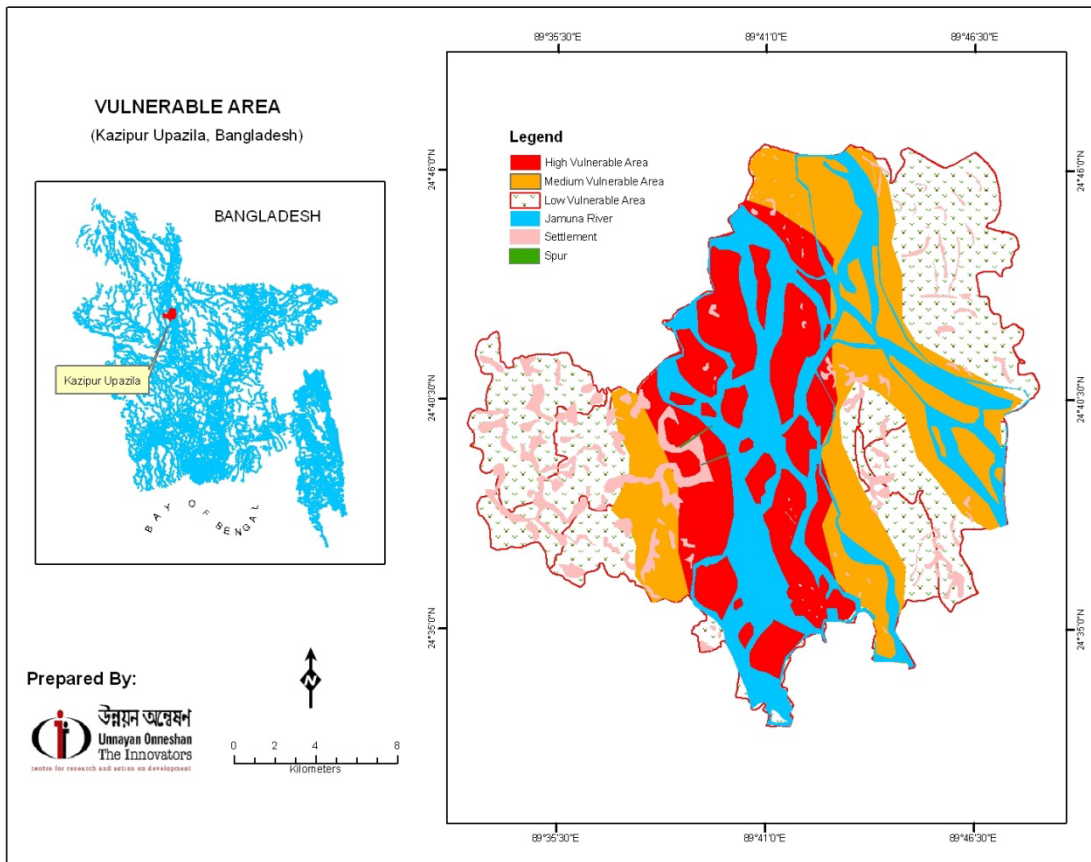 VULNERABLE AREA
(Kazipur Upazila, Bangladesh)
BANGLADESH
Kazipur Upazila
BAY OF BENGAL
Prepared By:
উন্নয়ন অন্বেষণ
Unnayan Onneshan
The Innovators
centre for research and action on development
N
0 2 4 8
Kilometers
89°35'30"E 89°41'0"E 89°46'30"E
Legend
High Vulnerable Area
Medium Vulnerable Area
Low Vulnerable Area
Jamuna River
Settlement
Spur
24°46'0"N 24°46'0"N
24°40'30"N 24°40'30"N
24°35'0"N 24°35'0"N
89°35'30"E 89°41'0"E 89°46'30"E